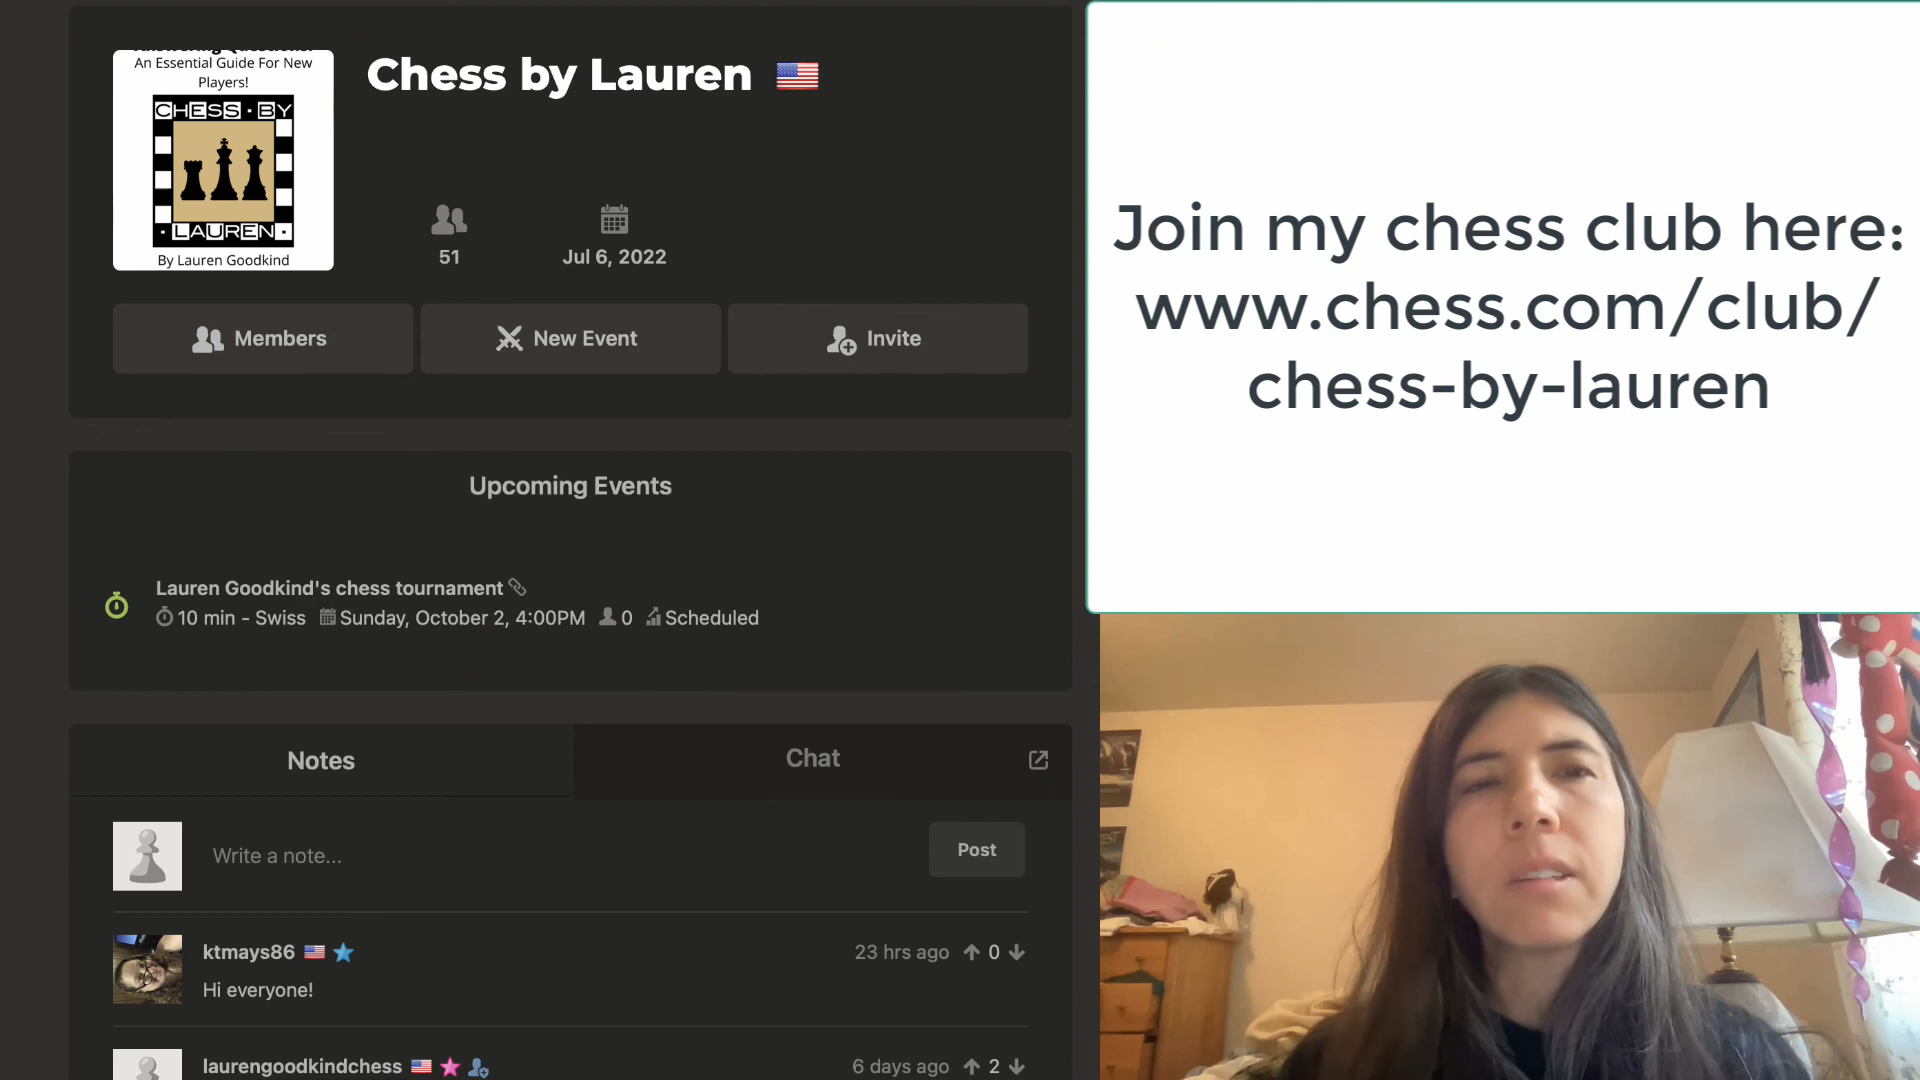 An Essential Guide For New
Players!
CHESS · BY
· LAUREN ·
By Lauren Goodkind
Chess by Lauren
51
Jul 6, 2022
Members
New Event
Invite
Upcoming Events
Lauren Goodkind's chess tournament
10 min - Swiss Sunday, October 2, 4:00PM 0 Scheduled
Notes
Chat
Write a note...
Post
ktmays86
23 hrs ago 0
Hi everyone!
laurengoodkindchess
6 days ago 2
Join my chess club here:
www.chess.com/club/
chess-by-lauren